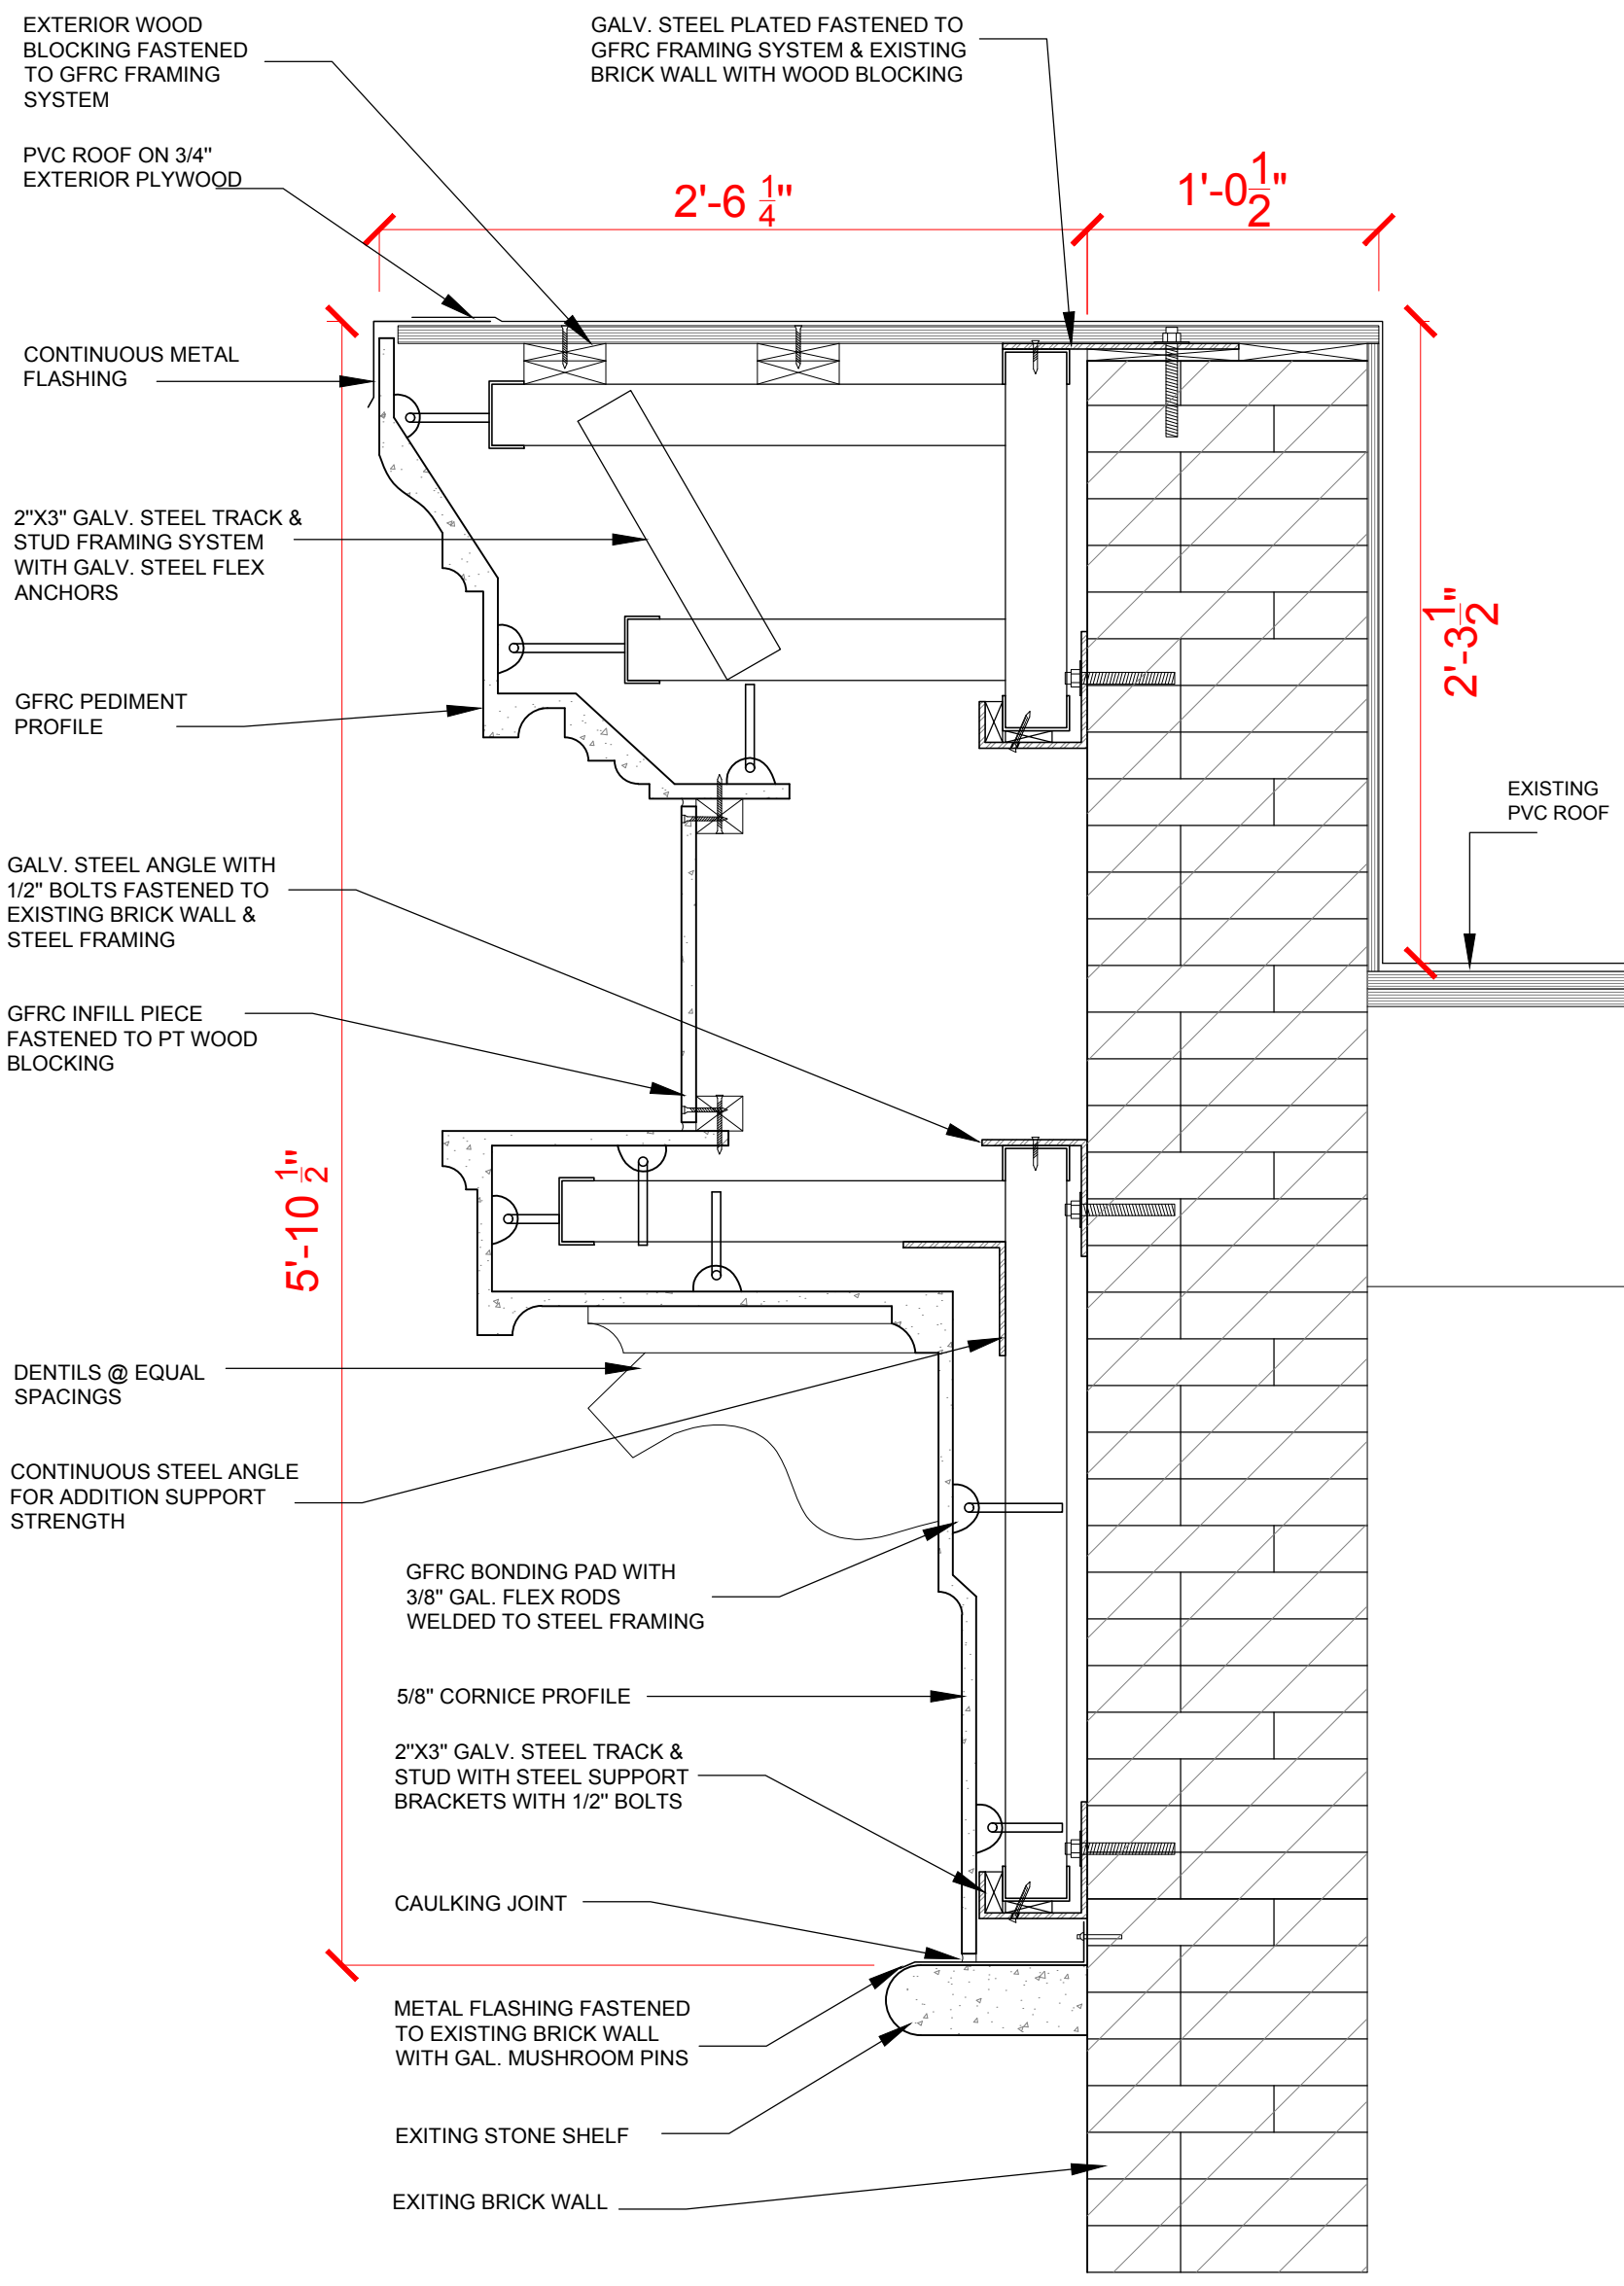 EXTERIOR WOOD
BLOCKING FASTENED
TO GFRC FRAMING
SYSTEM
GALV. STEEL PLATED FASTENED TO
GFRC FRAMING SYSTEM & EXISTING
BRICK WALL WITH WOOD BLOCKING
PVC ROOF ON 3/4"
EXTERIOR PLYWOOD
2'-6 1/4"
1'-0 1/2"
CONTINUOUS METAL
FLASHING
2"X3" GALV. STEEL TRACK &
STUD FRAMING SYSTEM
WITH GALV. STEEL FLEX
ANCHORS
2'-3 1/2"
GFRC PEDIMENT
PROFILE
EXISTING
PVC ROOF
GALV. STEEL ANGLE WITH
1/2" BOLTS FASTENED TO
EXISTING BRICK WALL &
STEEL FRAMING
GFRC INFILL PIECE
FASTENED TO PT WOOD
BLOCKING
5'-10 1/2"
DENTILS @ EQUAL
SPACINGS
CONTINUOUS STEEL ANGLE
FOR ADDITION SUPPORT
STRENGTH
GFRC BONDING PAD WITH
3/8" GAL. FLEX RODS
WELDED TO STEEL FRAMING
5/8" CORNICE PROFILE
2"X3" GALV. STEEL TRACK &
STUD WITH STEEL SUPPORT
BRACKETS WITH 1/2" BOLTS
CAULKING JOINT
METAL FLASHING FASTENED
TO EXISTING BRICK WALL
WITH GAL. MUSHROOM PINS
EXITING STONE SHELF
EXITING BRICK WALL